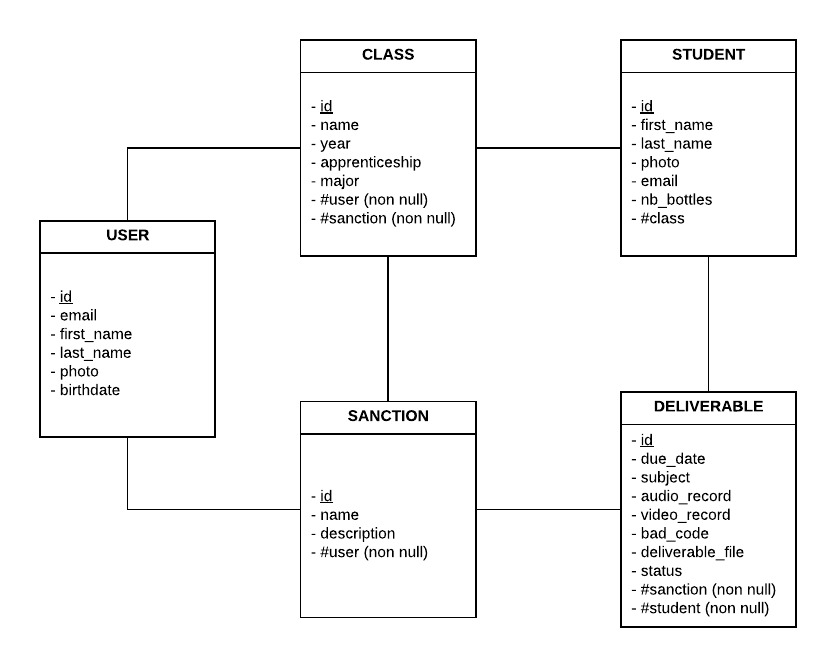 CLASS
- id
- name
- year
- apprenticeship
- major
- #user (non null)
- #sanction (non null)
STUDENT
- id
- first_name
- last_name
- photo
- email
- nb_bottles
- #class
USER
- id
- email
- first_name
- last_name
- photo
- birthdate
SANCTION
- id
- name
- description
- #user (non null)
DELIVERABLE
- id
- due_date
- subject
- audio_record
- video_record
- bad_code
- deliverable_file
- status
- #sanction (non null)
- #student (non null)